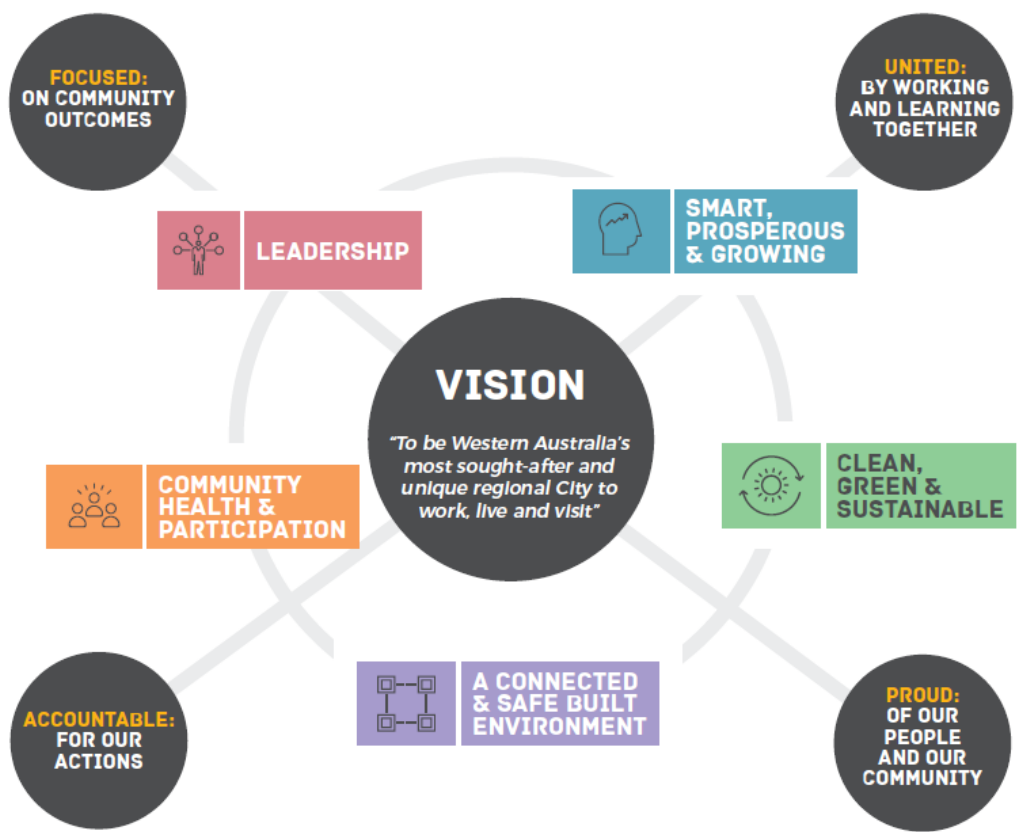 FOCUSED:
ON COMMUNITY
OUTCOMES
UNITED:
BY WORKING
AND LEARNING
TOGETHER
LEADERSHIP
SMART,
PROSPEROUS
& GROWING
VISION
“To be Western Australia’s
most sought-after and
unique regional City to
work, live and visit”
COMMUNITY
HEALTH &
PARTICIPATION
CLEAN,
GREEN &
SUSTAINABLE
A CONNECTED
& SAFE BUILT
ENVIRONMENT
ACCOUNTABLE:
FOR OUR
ACTIONS
PROUD:
OF OUR
PEOPLE
AND OUR
COMMUNITY